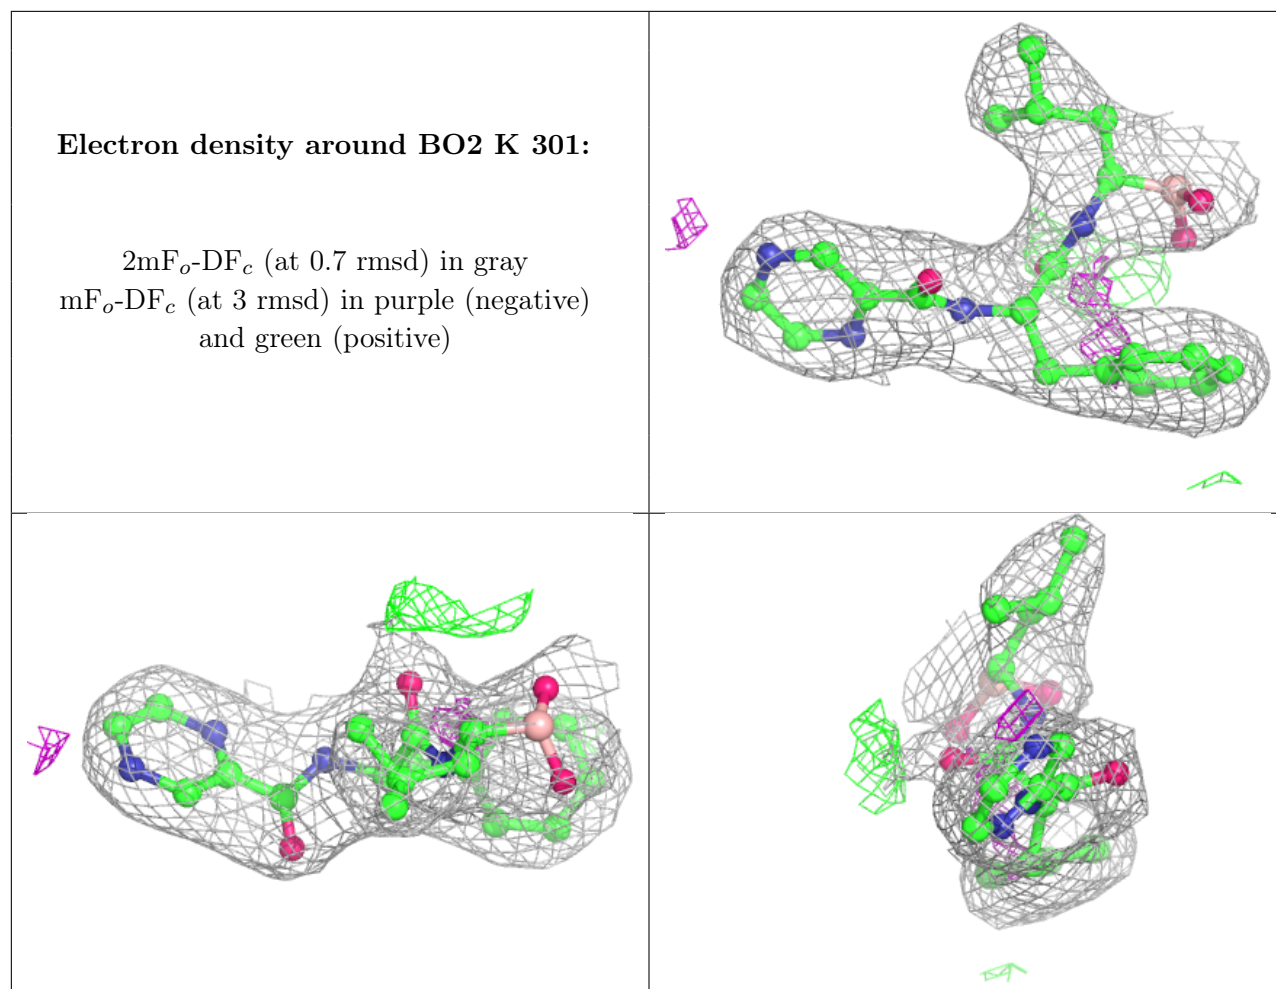 Electron density around BO2 K 301:
2mFₒ-DF𝒸 (at 0.7 rmsd) in gray
mFₒ-DF𝒸 (at 3 rmsd) in purple (negative)
and green (positive)